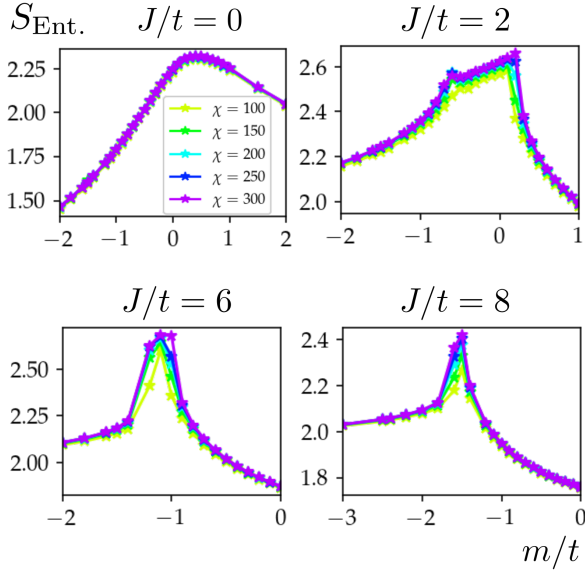 S_Ent. J/t = 0 J/t = 2
2.25
2.00
1.75
1.50
χ = 100
χ = 150
χ = 200
χ = 250
χ = 300
−2 −1 0 1 2
2.6
2.4
2.2
2.0
−2 −1 0 1
J/t = 6 J/t = 8
2.50
2.25
2.00
−2 −1 0
2.4
2.2
2.0
1.8
−3 −2 −1 0
m/t